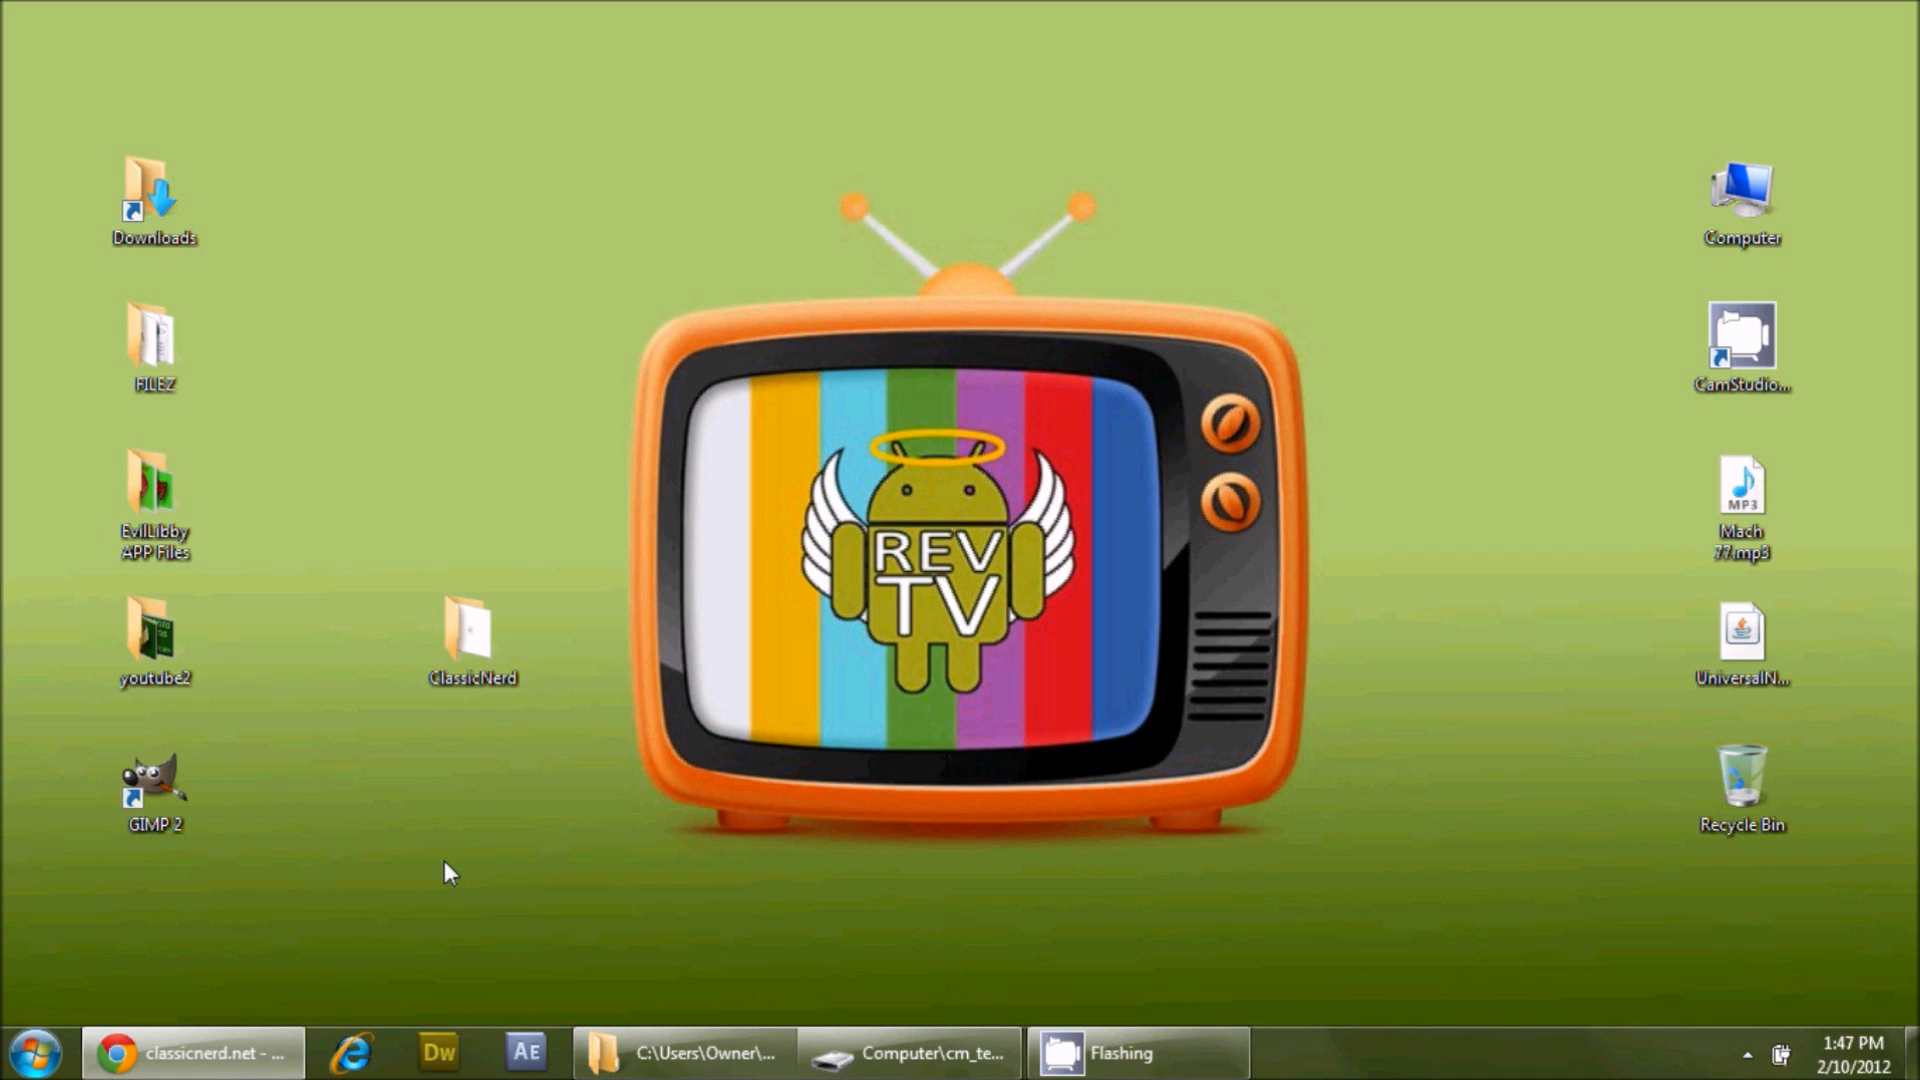 Downloads
Computer
FILEZ
CamStudio...
MP3
EvilLibby
APP Files
Mach
77.mp3
REV
TV
youtube2
ClassicNerd
UniversalN...
GIMP 2
Recycle Bin
classicnerd.net - ...
Dw
AE
C:\Users\Owner\...
Computer\cm_te...
Flashing
1:47 PM
2/10/2012